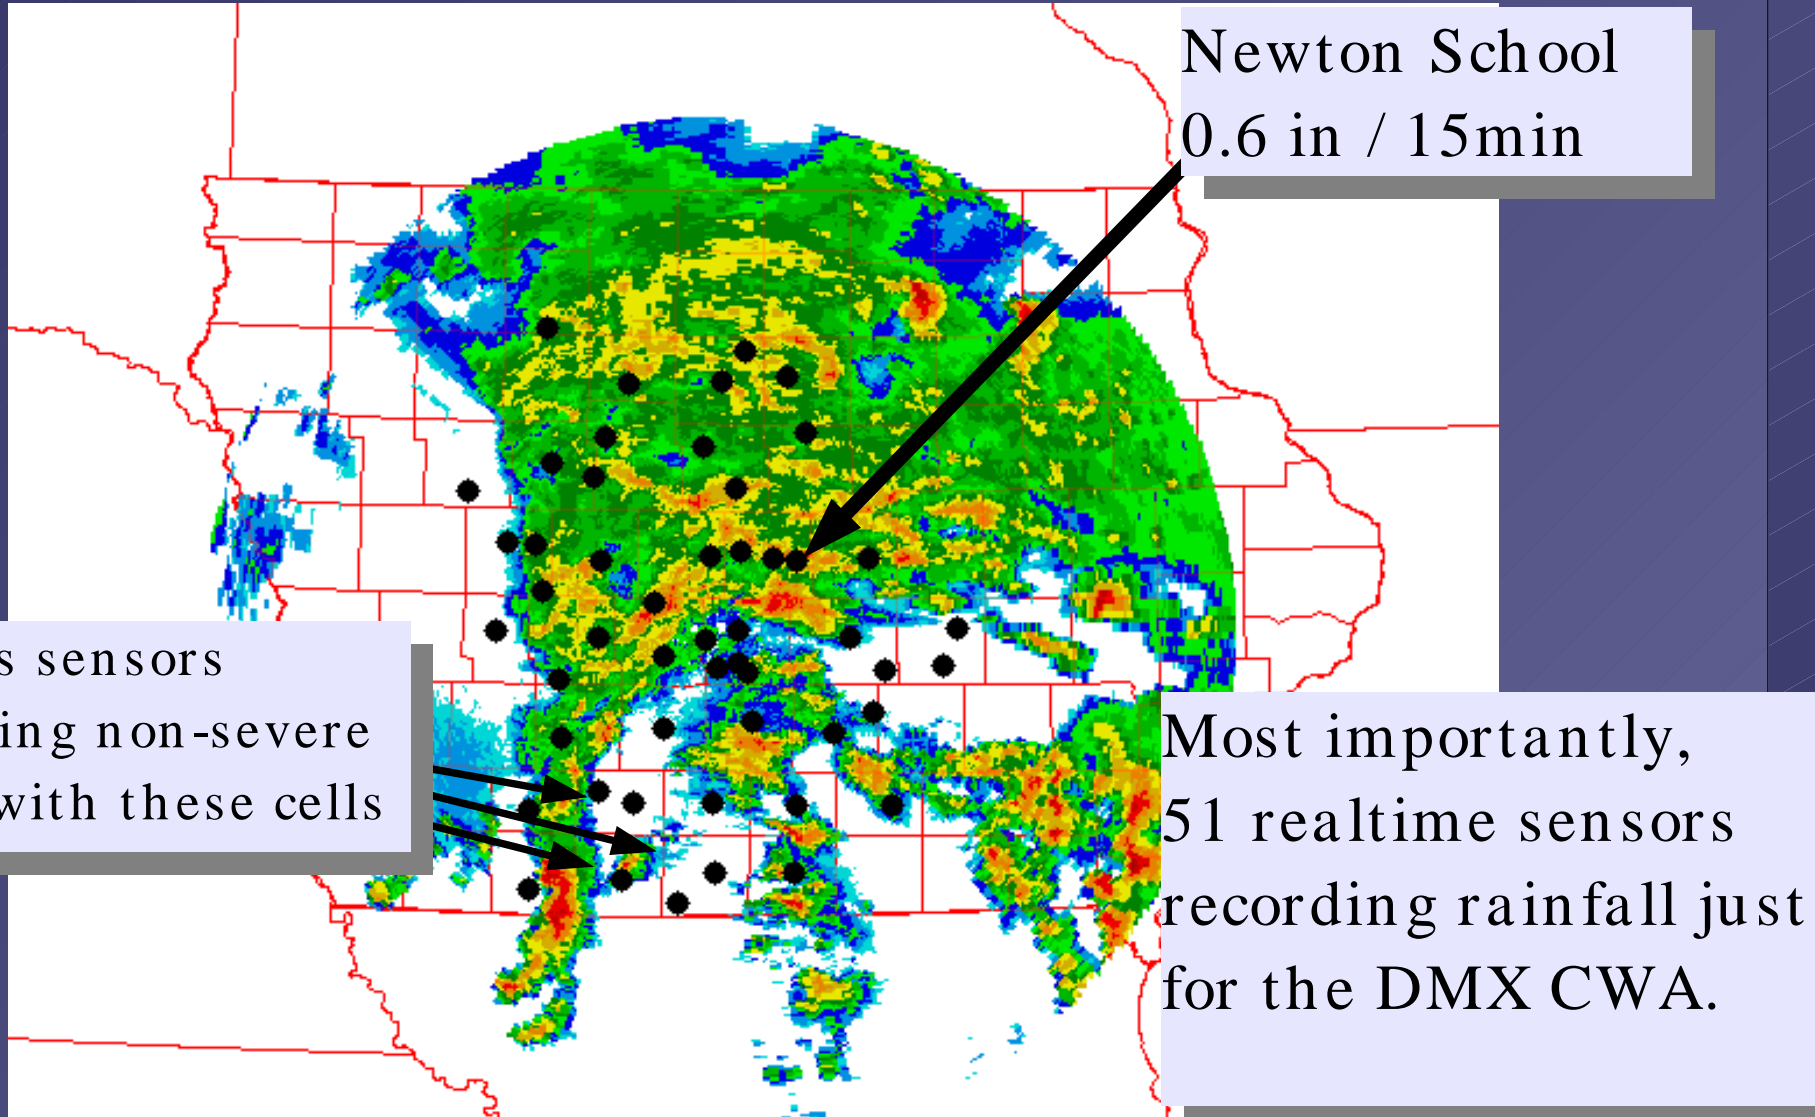 Newton School
0.6 in / 15min
s sensors
ing non-severe
with these cells
Most importantly,
51 realtime sensors
recording rainfall just
for the DMX CWA.